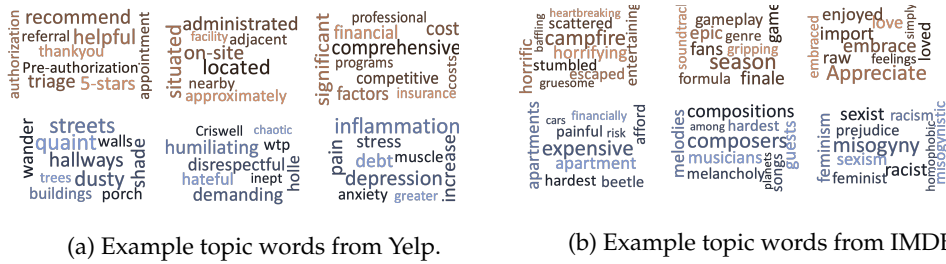 authorization
recommend
referral helpful
thankyou
Pre-authorization
triage 5-stars
appointment
situated
administrated
facility adjacent
on-site
located
nearby
approximately
significant
professional
financial cost
comprehensive
programs
competitive
factors insurance
costs
horrific
baffling
heartbreaking
scattered
campfire
horrifying
stumbled
escaped
gruesome
entertaining
soundtrack
gameplay
epic genre
fans gripping
season
formula finale
game
embraced
enjoyed
love
import
embrace
raw feelings
Appreciate
simply
loved
wander
streets
quaint walls
hallways
trees dusty
buildings porch
shade
Criswell chaotic
humiliating wtp
disrespectful
hateful inept
demanding
holle
inflammation
pain
stress
debt muscle
depression
anxiety greater
increase
apartments
cars financially
painful risk
expensive
apartment
hardest beetle
afford
melodies
compositions
among hardest
composers
musicians
melancholy
planets
songs
guests
feminism
sexist racism
prejudice
misogyny
sexism
racist
feminist
homophobic
misogynistic
(a) Example topic words from Yelp.
(b) Example topic words from IMDB